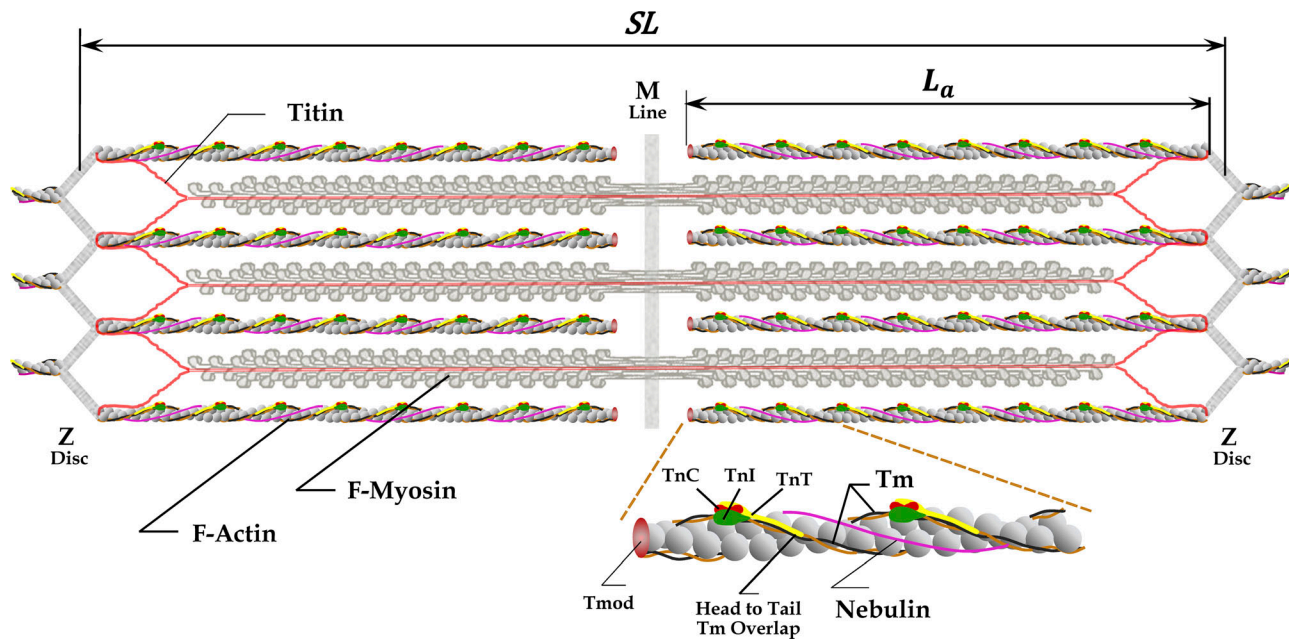 SL
M
Line
Lₐ
Titin
Z
Disc
Z
Disc
F-Myosin
F-Actin
TnC
TnI
TnT
Tm
Tmod
Head to Tail
Tm Overlap
Nebulin